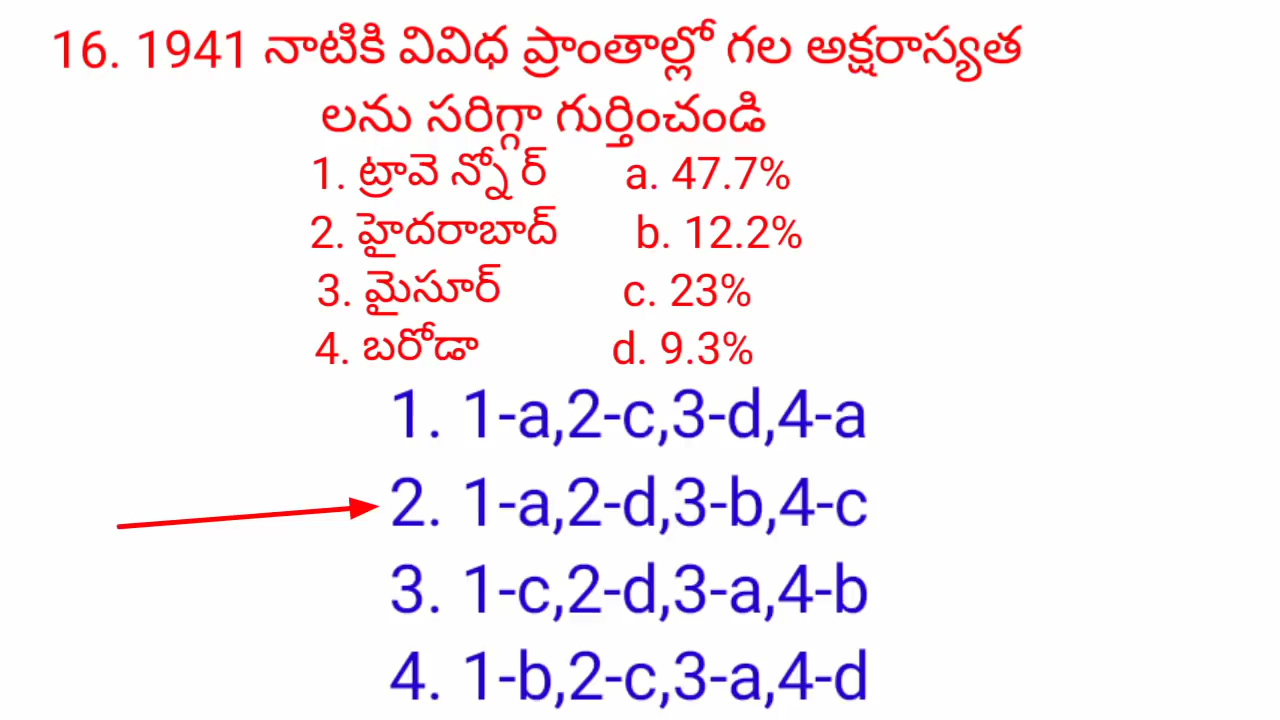 16. 1941 నాటికి వివిధ ప్రాంతాల్లో గల అక్షరాస్యత
లను సరిగ్గా గుర్తించండి
1. ట్రావె న్నోర్ a. 47.7%
2. హైదరాబాద్ b. 12.2%
3. మైసూర్ c. 23%
4. బరోడా d. 9.3%
1. 1-a,2-c,3-d,4-a
2. 1-a,2-d,3-b,4-c
3. 1-c,2-d,3-a,4-b
4. 1-b,2-c,3-a,4-d